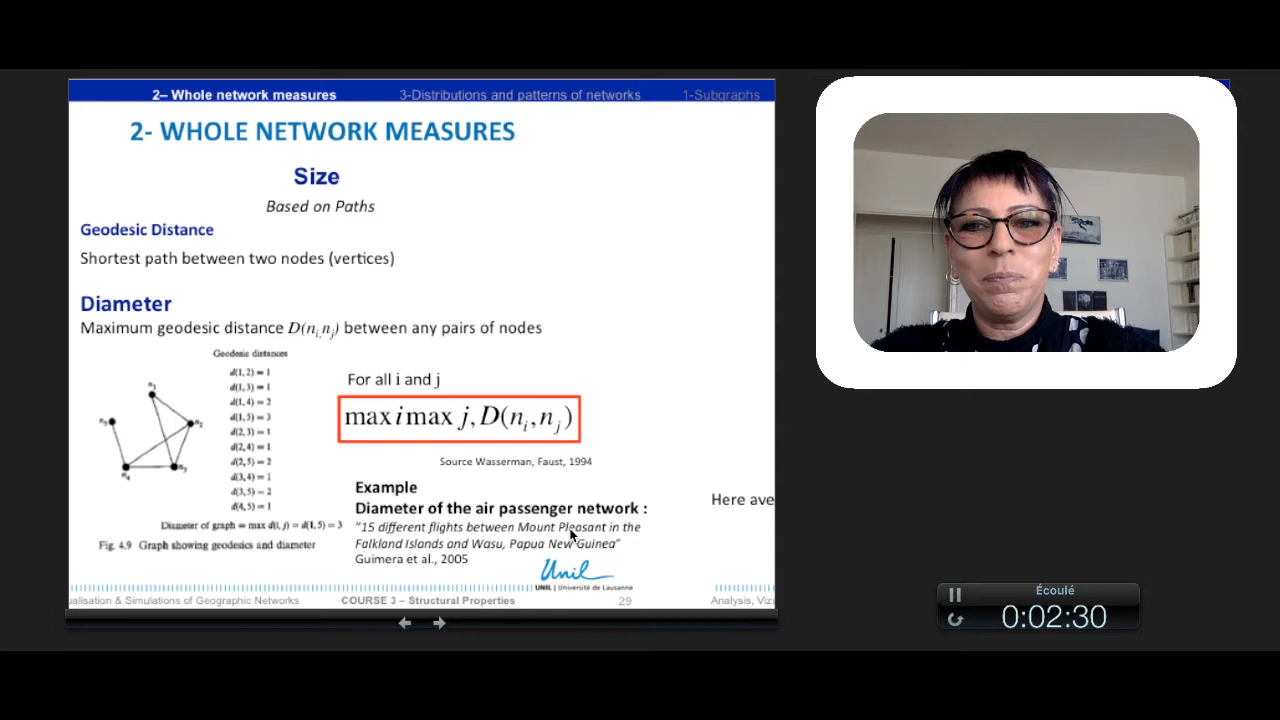 2– Whole network measures 3-Distributions and patterns of networks 1-Subgraphs
2- WHOLE NETWORK MEASURES
Size
Based on Paths
Geodesic Distance
Shortest path between two nodes (vertices)
Diameter
Maximum geodesic distance D(ni,nj) between any pairs of nodes
Geodesic distances
d(1,2) = 1
d(1,3) = 1
d(1,4) = 2
d(1,5) = 3
d(2,3) = 1
d(2,4) = 1
d(2,5) = 2
d(3,4) = 1
d(3,5) = 2
d(4,5) = 1
n1
n5
n2
n4
n3
Diameter of graph = max d(i, j) = d(1,5) = 3
Fig. 4.9 Graph showing geodesics and diameter
For all i and j
max i max j, D(ni, nj)
Source Wasserman, Faust, 1994
Example
Diameter of the air passenger network :
"15 different flights between Mount Pleasant in the
Falkland Islands and Wasu, Papua New Guinea"
Guimera et al., 2005
Here ave
Unil
UNIL | Université de Lausanne
ualisation & Simulations of Geographic Networks COURSE 3 – Structural Properties 29 Analysis, Vizu
Écoulé
0:02:30